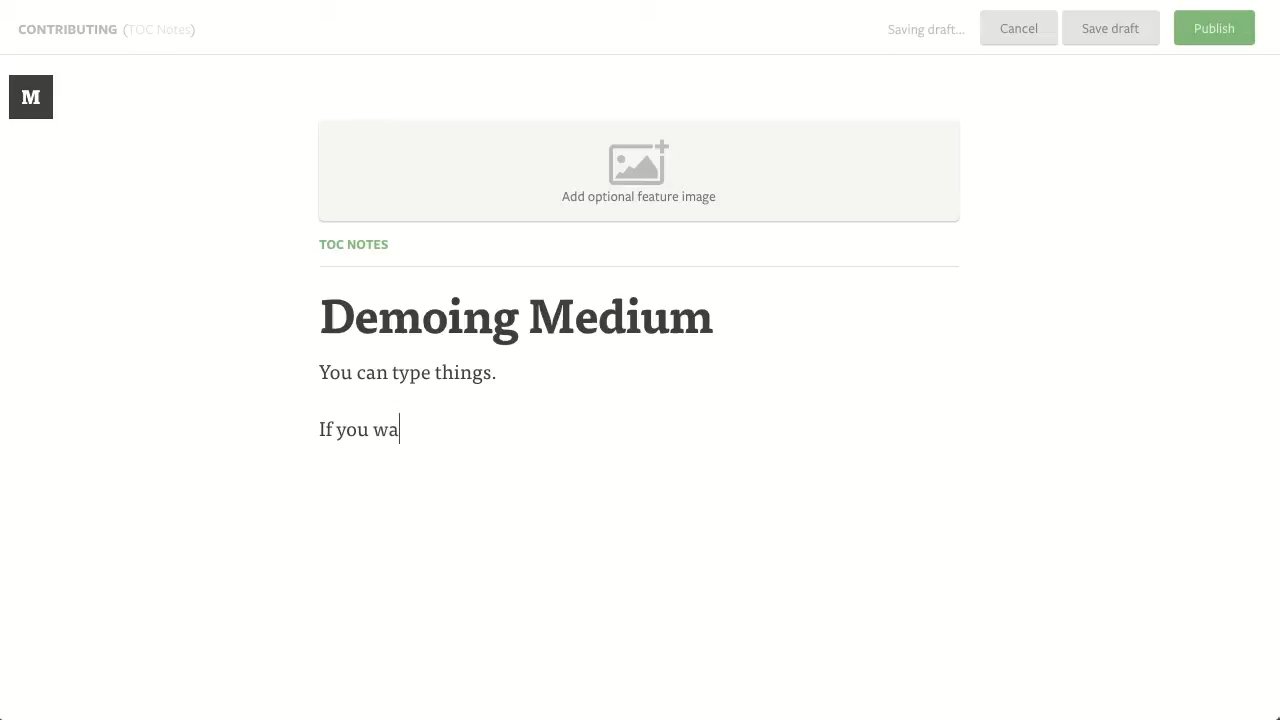 CONTRIBUTING (TOC Notes) Saving draft... Cancel Save draft Publish
M
Add optional feature image
TOC NOTES
Demoing Medium
You can type things.
If you wa